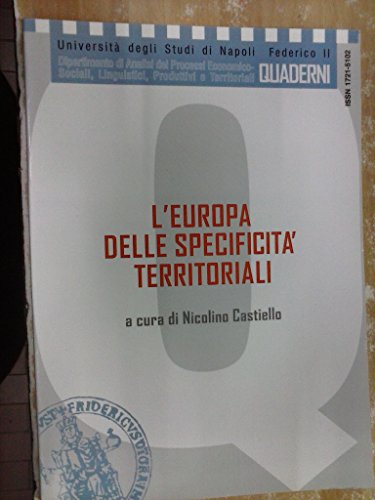 Università degli Studi di Napoli Federico II
Dipartimento di Analisi dei Processi Economico-
Sociali, Linguistici, Produttivi e Territoriali
QUADERNI
ISSN 1721-5102
L'EUROPA
DELLE SPECIFICITA'
TERRITORIALI
a cura di Nicolino Castiello
FRIDERICVS